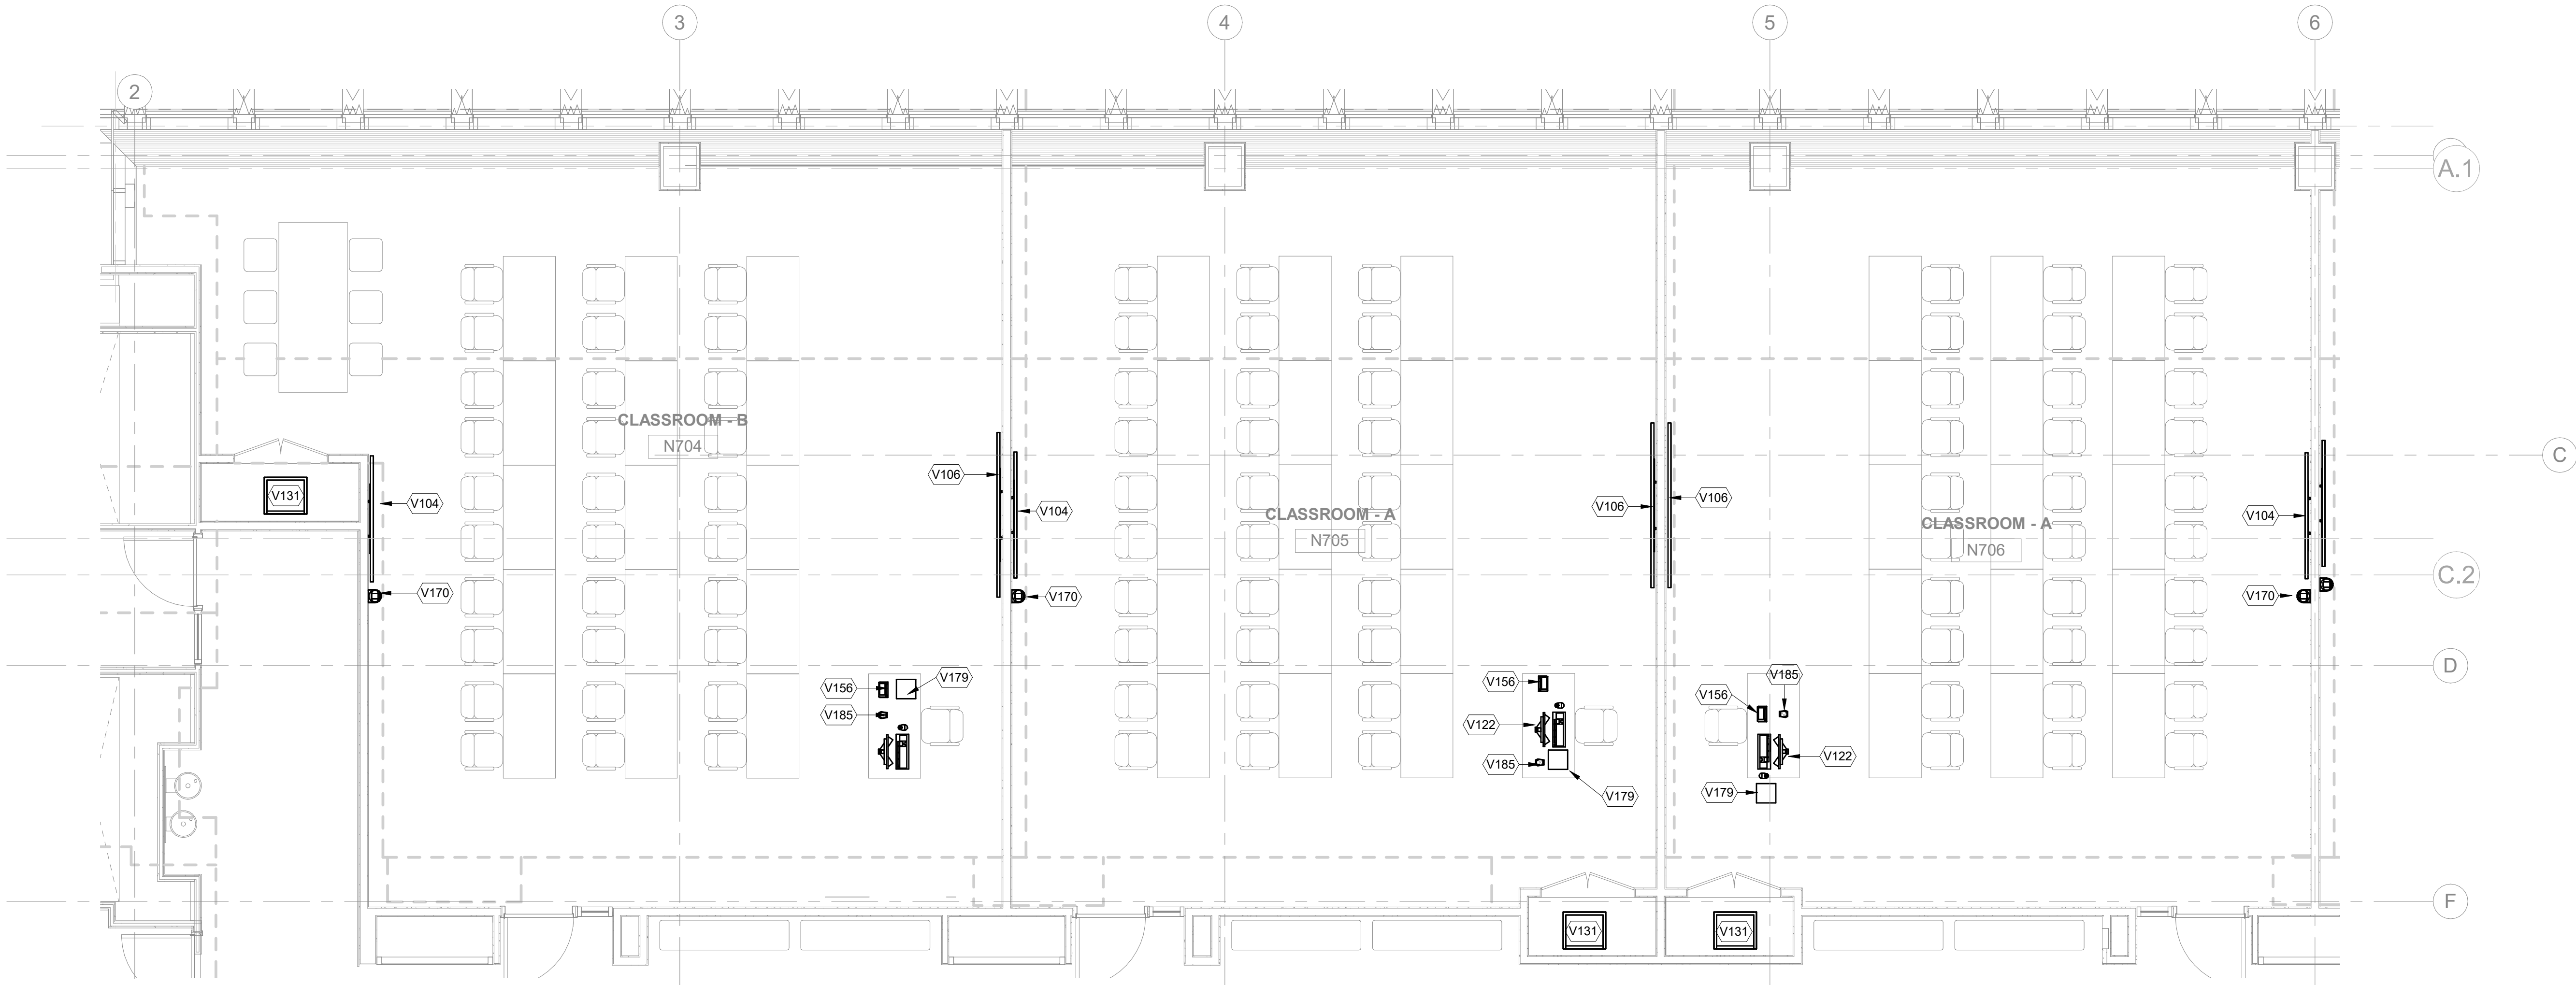 3
4
5
6
2
A.1
CLASSROOM - B
N704
C
V106
V106
V106
V131
V104
V104
CLASSROOM - A
N705
V104
CLASSROOM - A
N706
C.2
V170
V170
V170
D
V156
V179
V185
V156
V122
V185
V179
V156
V185
V122
V179
F
V131
V131